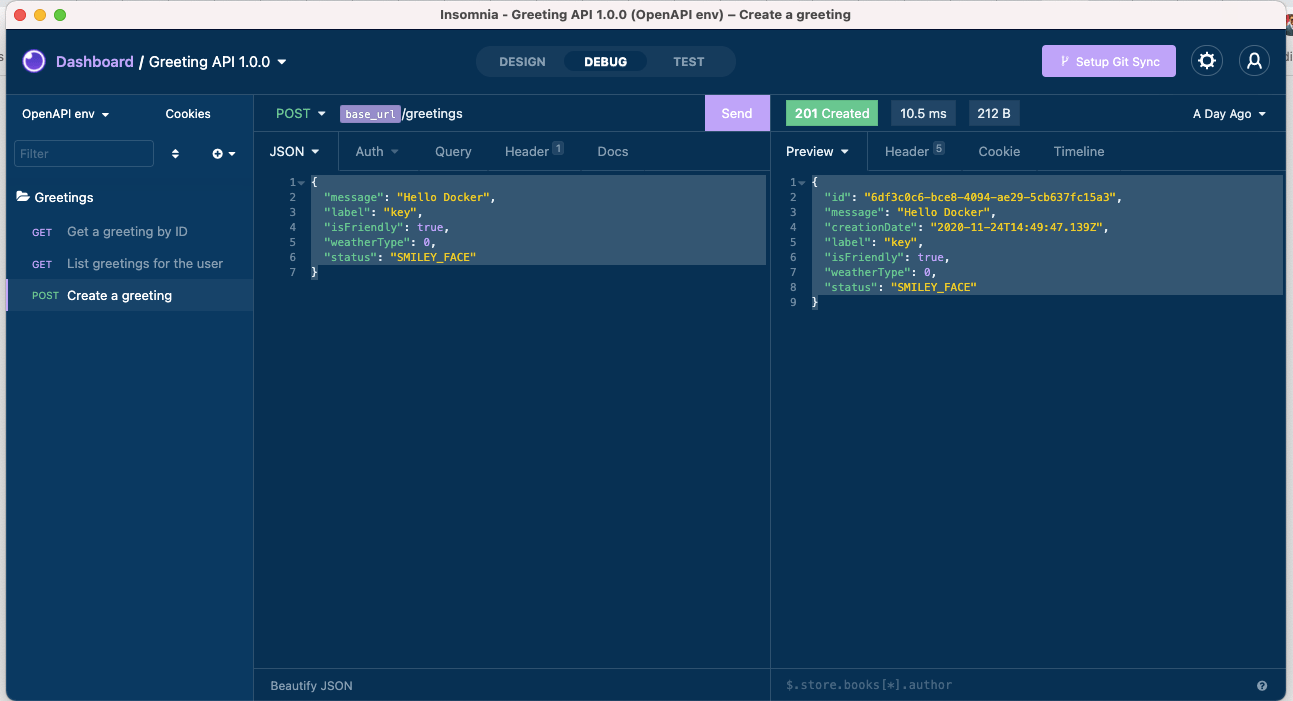 Insomnia - Greeting API 1.0.0 (OpenAPI env) – Create a greeting
Dashboard / Greeting API 1.0.0
DESIGN DEBUG TEST
Setup Git Sync
OpenAPI env Cookies
Filter
Greetings
GET Get a greeting by ID
GET List greetings for the user
POST Create a greeting
POST base_url/greetings Send
JSON Auth Query Header 1 Docs
1 {
2 "message": "Hello Docker",
3 "label": "key",
4 "isFriendly": true,
5 "weatherType": 0,
6 "status": "SMILEY_FACE"
7 }
Beautify JSON
201 Created 10.5 ms 212 B A Day Ago
Preview Header 5 Cookie Timeline
1 {
2 "id": "6df3c0c6-bce8-4094-ae29-5cb637fc15a3",
3 "message": "Hello Docker",
4 "creationDate": "2020-11-24T14:49:47.139Z",
5 "label": "key",
6 "isFriendly": true,
7 "weatherType": 0,
8 "status": "SMILEY_FACE"
9 }
$.store.books[*].author